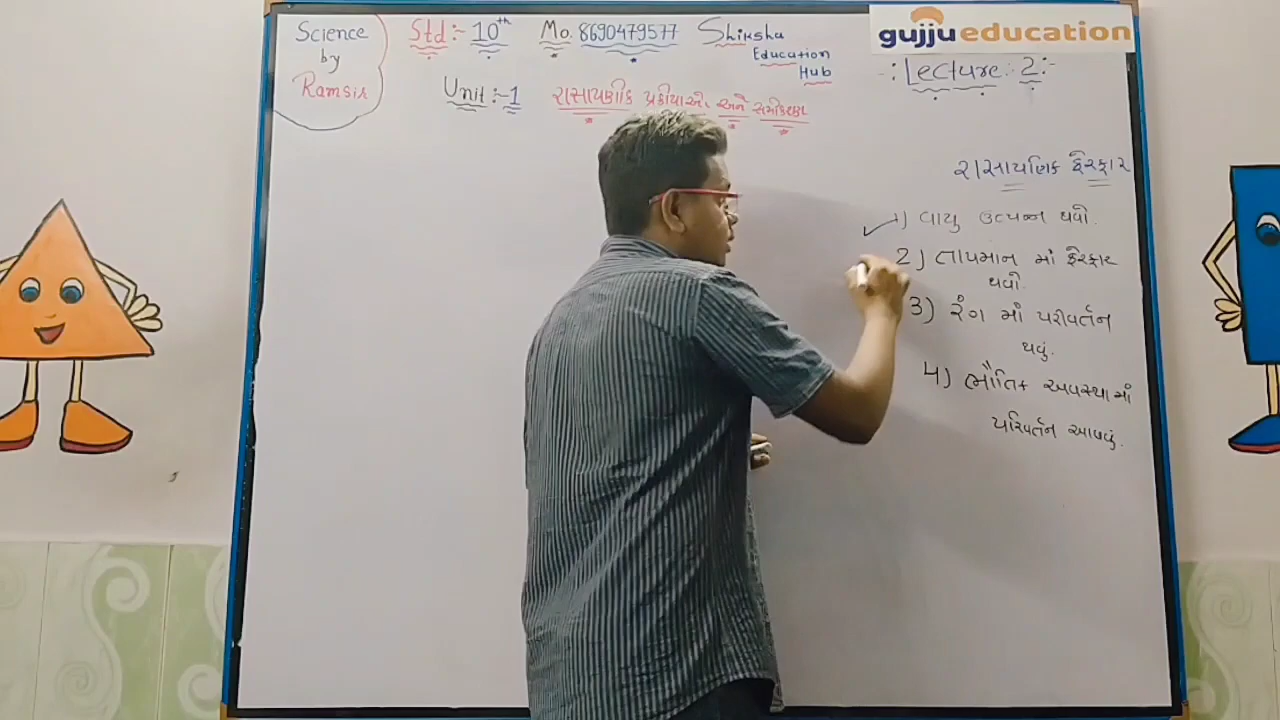 Science
by
Ramsir
Std:- 10th
Mo. 8690479577
Shiksha
Education
Hub
gujjueducation
-: Lecture: 2:-
Unit:-1
રાસાયણીક પ્રક્રીયાઓ અને સમીકરણ
રાસાયણિક ફેરફાર
1) વાયુ ઉત્પન્ન થવો.
2) તાપમાન માં ફેરફાર
થવો.
3) રંગ માં પરીવર્તન
થવું.
4) ભૌતિક અવસ્થામાં
પરિવર્તન આવવું.